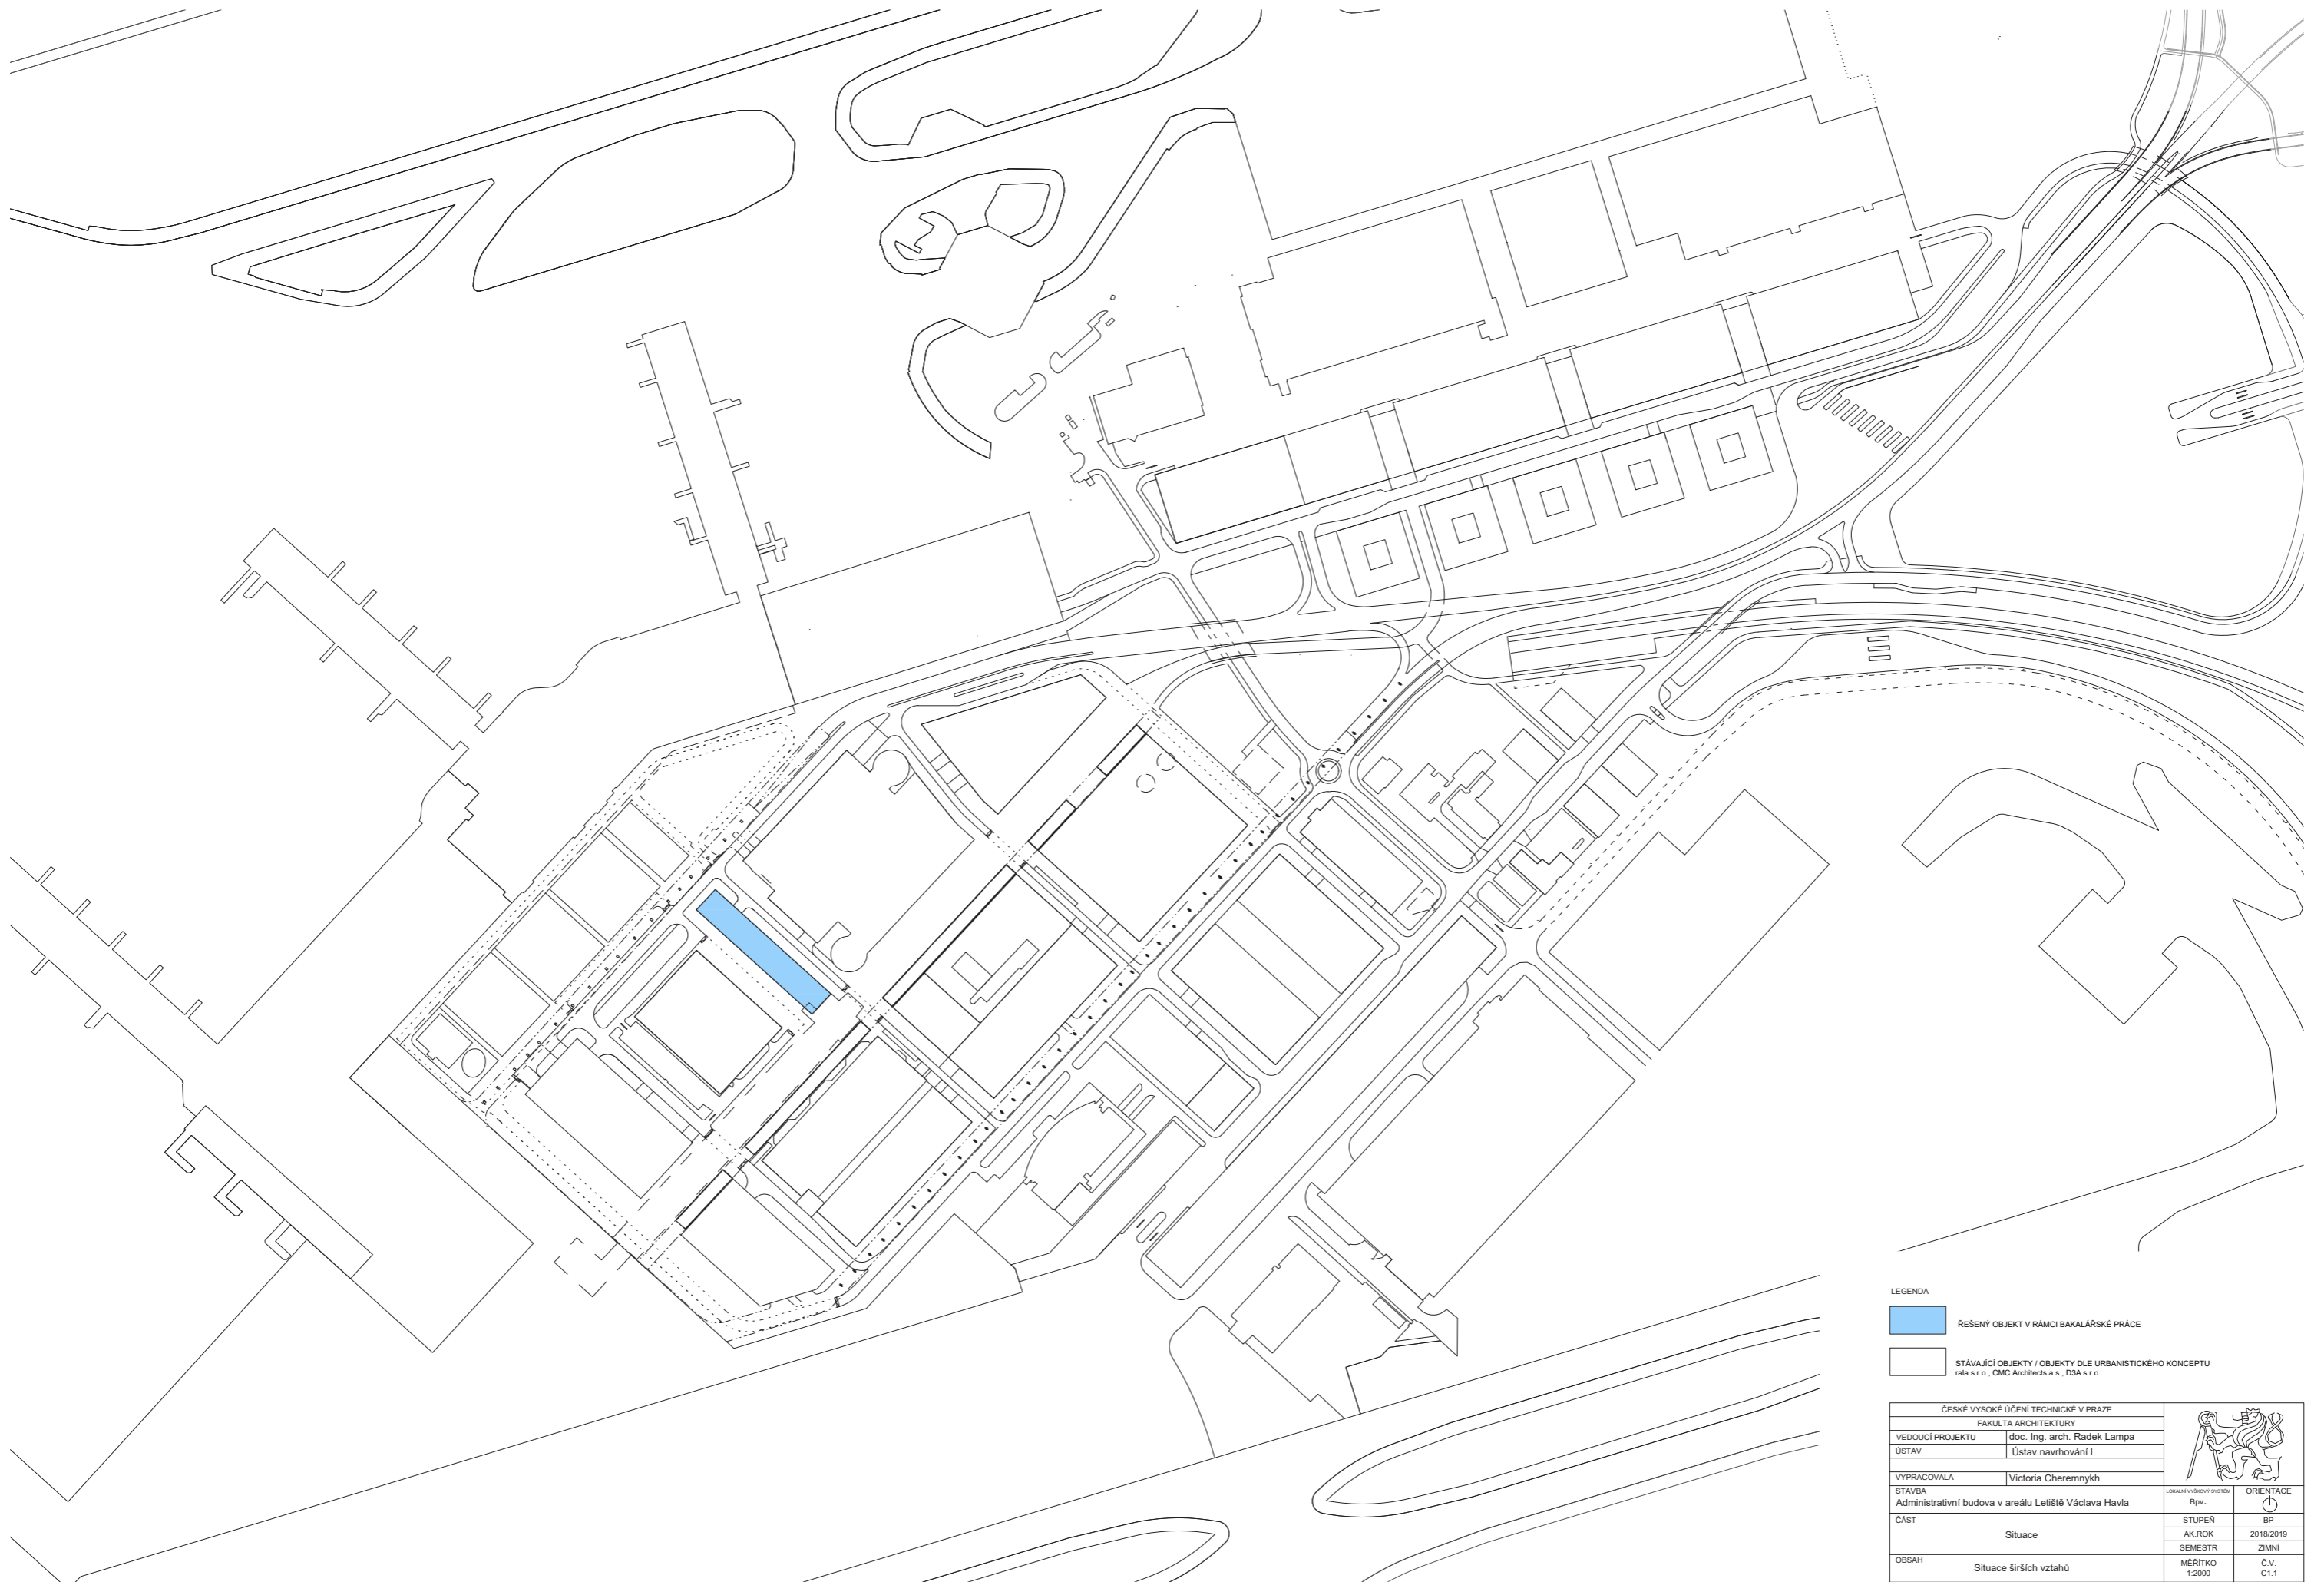 LEGENDA
ŘEŠENÝ OBJEKT V RÁMCI BAKALÁŘSKÉ PRÁCE
STÁVAJÍCÍ OBJEKTY / OBJEKTY DLE URBANISTICKÉHO KONCEPTU
rala s.r.o., CMC Architects a.s., D3A s.r.o.
ČESKÉ VYSOKÉ ÚČENÍ TECHNICKÉ V PRAZE
FAKULTA ARCHITEKTURY
VEDOUCÍ PROJEKTU doc. Ing. arch. Radek Lampa
ÚSTAV Ústav navrhování I
VYPRACOVALA Victoria Cheremnykh
STAVBA
Administrativní budova v areálu Letiště Václava Havla
LOKALNI VÝŠKOVÝ SYSTÉM
Bpv.
ORIENTACE
ČÁST
Situace
STUPEŇ BP
AK.ROK 2018/2019
SEMESTR ZIMNÍ
OBSAH
Situace širších vztahů
MĚŘÍTKO
1:2000
Č.V.
C1.1